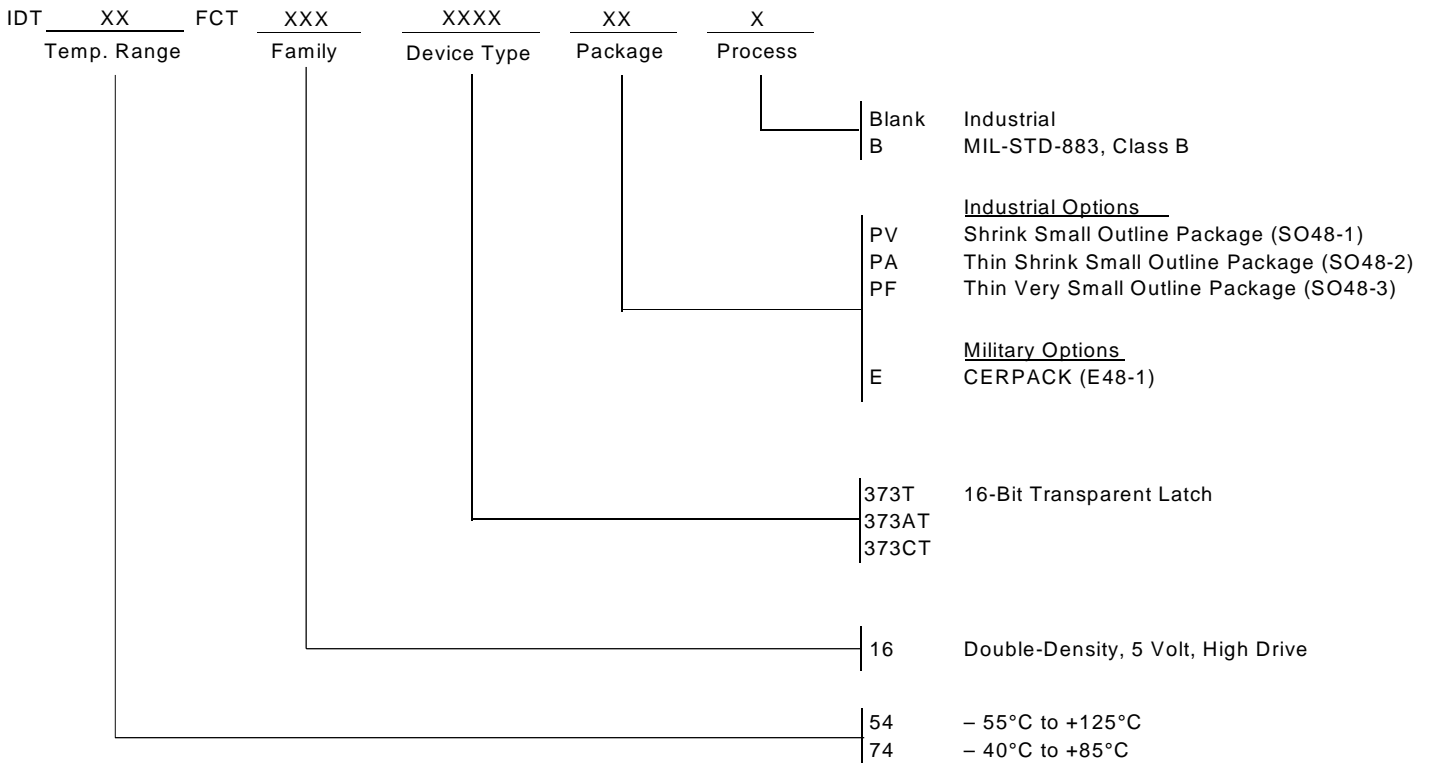 IDT XX FCT XXX XXXX XX X
Temp. Range Family Device Type Package Process
Blank Industrial
B MIL-STD-883, Class B
Industrial Options
PV Shrink Small Outline Package (SO48-1)
PA Thin Shrink Small Outline Package (SO48-2)
PF Thin Very Small Outline Package (SO48-3)
Military Options
E CERPACK (E48-1)
373T 16-Bit Transparent Latch
373AT
373CT
16 Double-Density, 5 Volt, High Drive
54 – 55°C to +125°C
74 – 40°C to +85°C